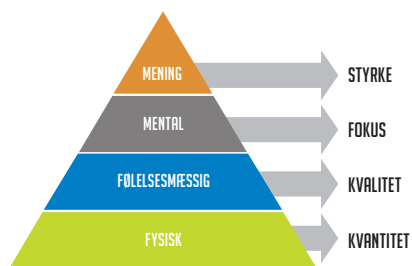 MENING
STYRKE
MENTAL
FOKUS
FØLELSESMÆSSIG
KVALITET
FYSISK
KVANTITET